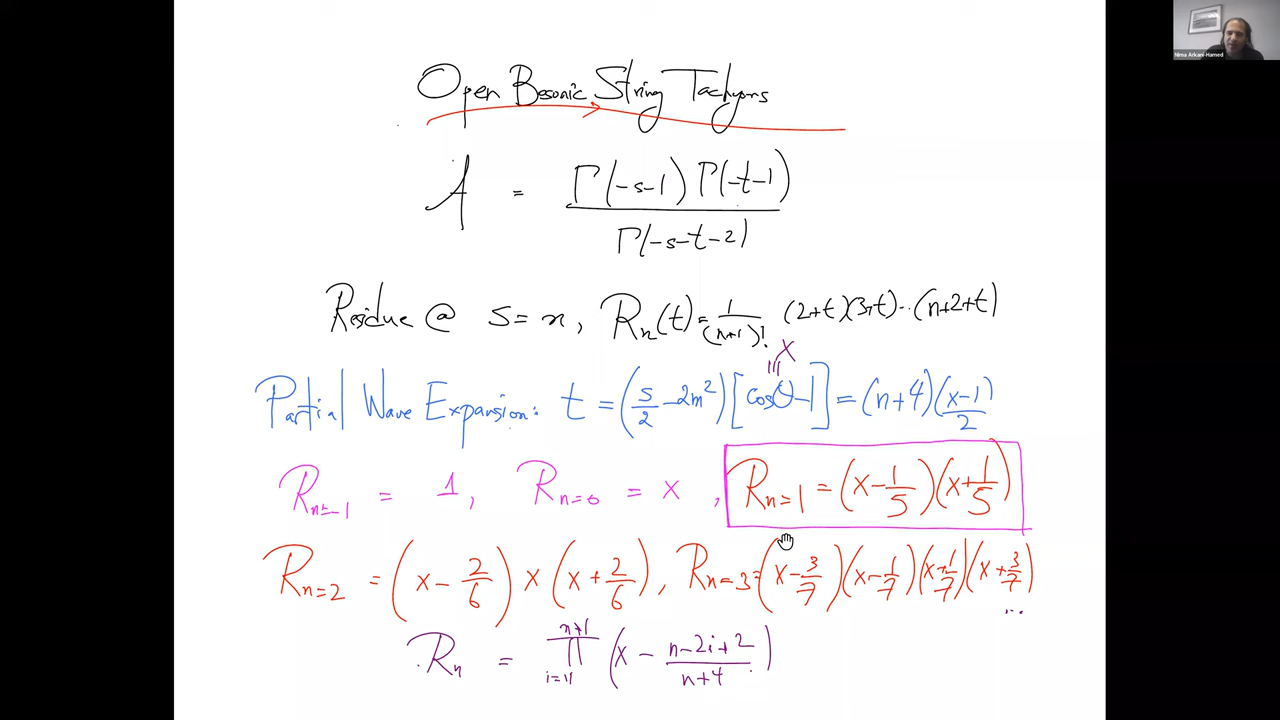 Nima Arkani-Hamed
Open Bosonic String Tachyons
A = Γ(-s-1) Γ(-t-1) / Γ(-s-t-2)
Residue @ s=n, Rₙ(t) = 1/(n+1)! (2+t)(3+t)··(n+2+t)
x
Partial Wave Expansion: t = (s/2 - 2m²) [cosθ - 1] = (n+4) (x-1)/2
Rₙ₌₋₁ = 1, Rₙ₌₀ = x, Rₙ₌₁ = (x - 1/5)(x + 1/5)
Rₙ₌₂ = (x - 2/6) x (x + 2/6), Rₙ₌₃ = (x - 3/7)(x - 1/7)(x + 1/7)(x + 3/7)
...
Rₙ = ∏ᵢ₌₁ⁿ⁺¹ (x - (n-2i+2)/(n+4))